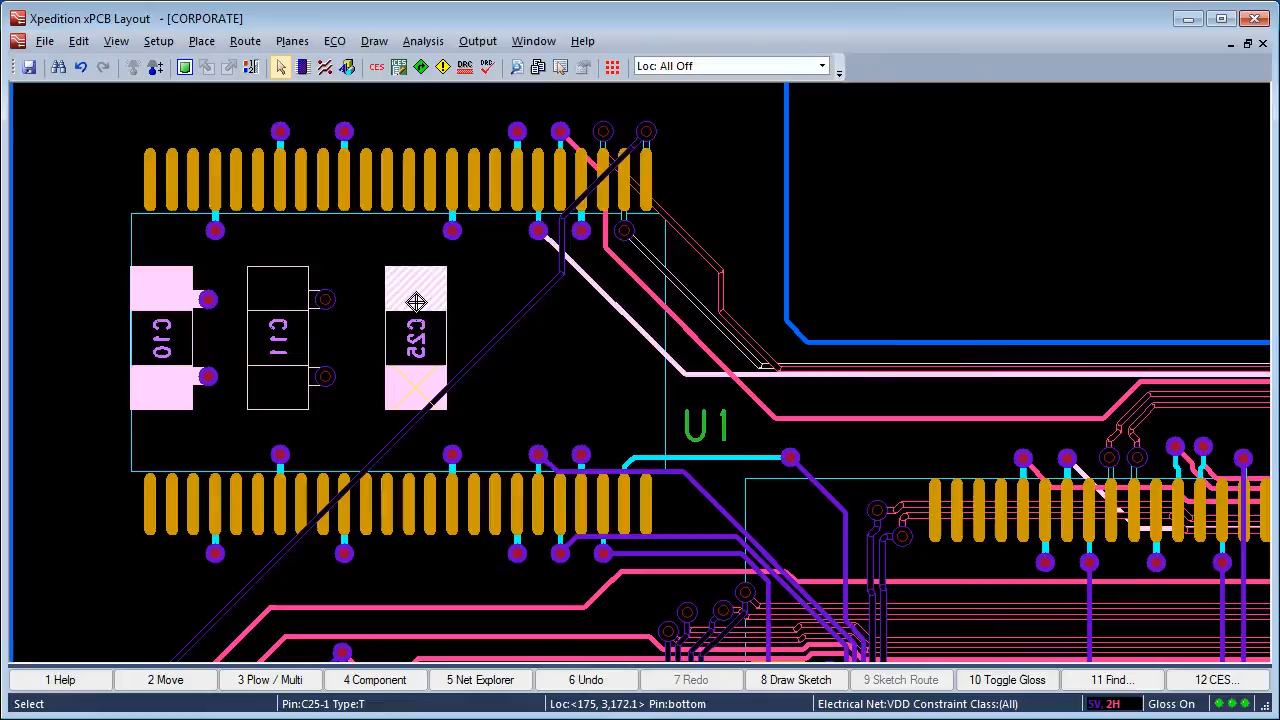 Xpedition xPCB Layout - [CORPORATE]
File Edit View Setup Place Route Planes ECO Draw Analysis Output Window Help
CES ICES DRC DRC Loc: All Off
C10 C11 C25
U1
1 Help 2 Move 3 Plow / Multi 4 Component 5 Net Explorer 6 Undo 7 Redo 8 Draw Sketch 9 Sketch Route 10 Toggle Gloss 11 Find... 12 CES...
Select Pin:C25-1 Type:T Loc:<175, 3,172.1> Pin:bottom Electrical Net:VDD Constraint Class:(All) 5V, 2H Gloss On